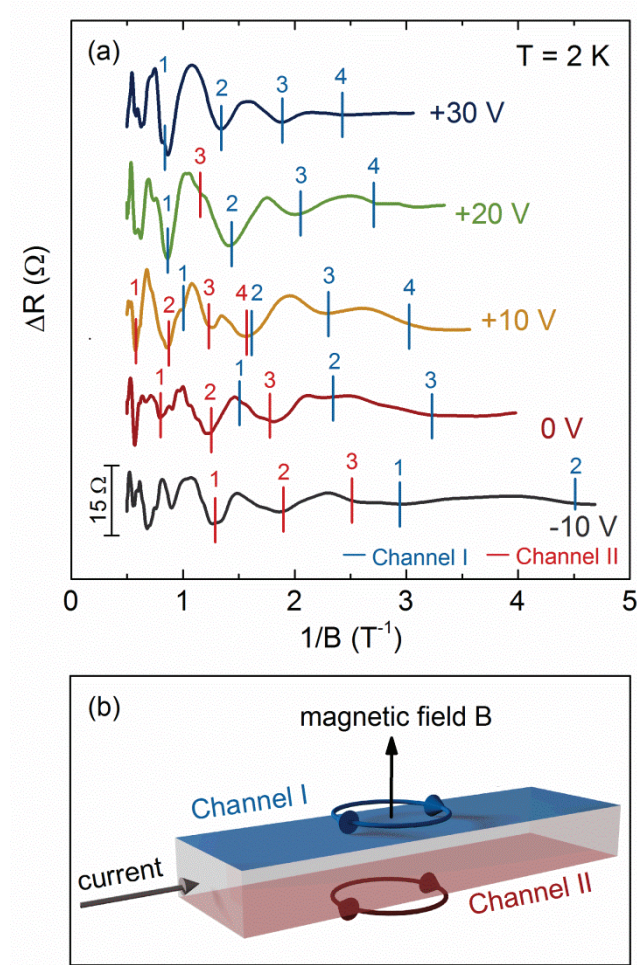 (a)
T = 2 K
1 2 3 4
+30 V
1 3 2 3 4
+20 V
1 2 1 3 4 2 3 4
+10 V
1 2 1 3 2 3
0 V
1 2 3 1 2
-10 V
15 Ω
Channel I Channel II
ΔR (Ω)
0 1 2 3 4 5
1/B (T⁻¹)
(b)
magnetic field B
Channel I
current
Channel II